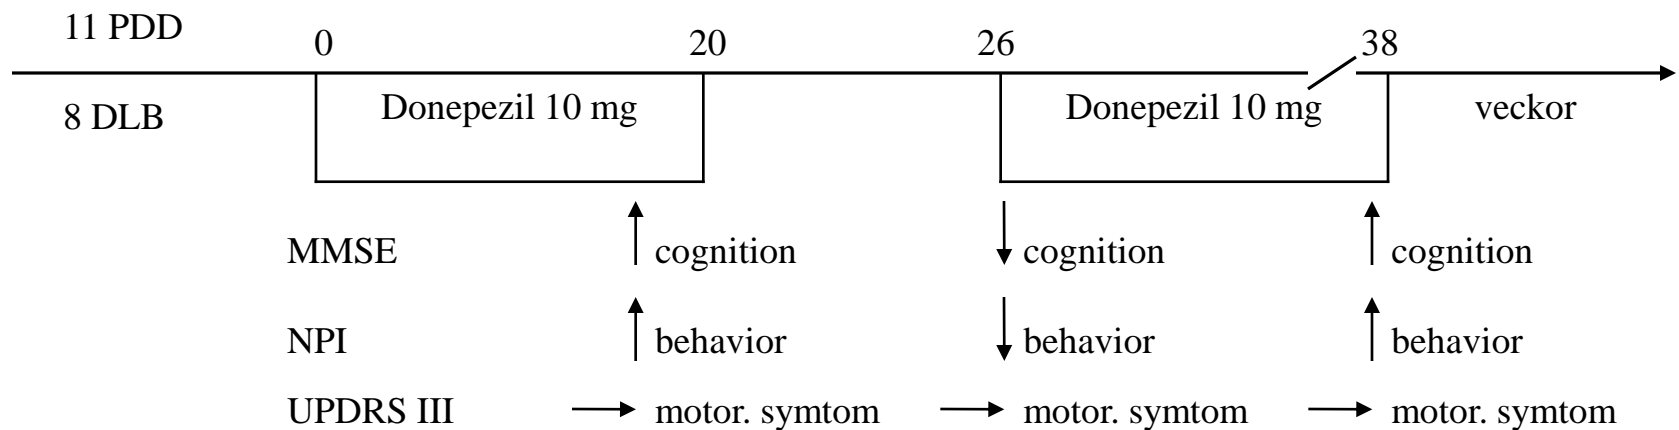 11 PDD
0 20 26 38
8 DLB Donepezil 10 mg Donepezil 10 mg veckor
MMSE cognition cognition cognition
NPI behavior behavior behavior
UPDRS III motor. symtom motor. symtom motor. symtom